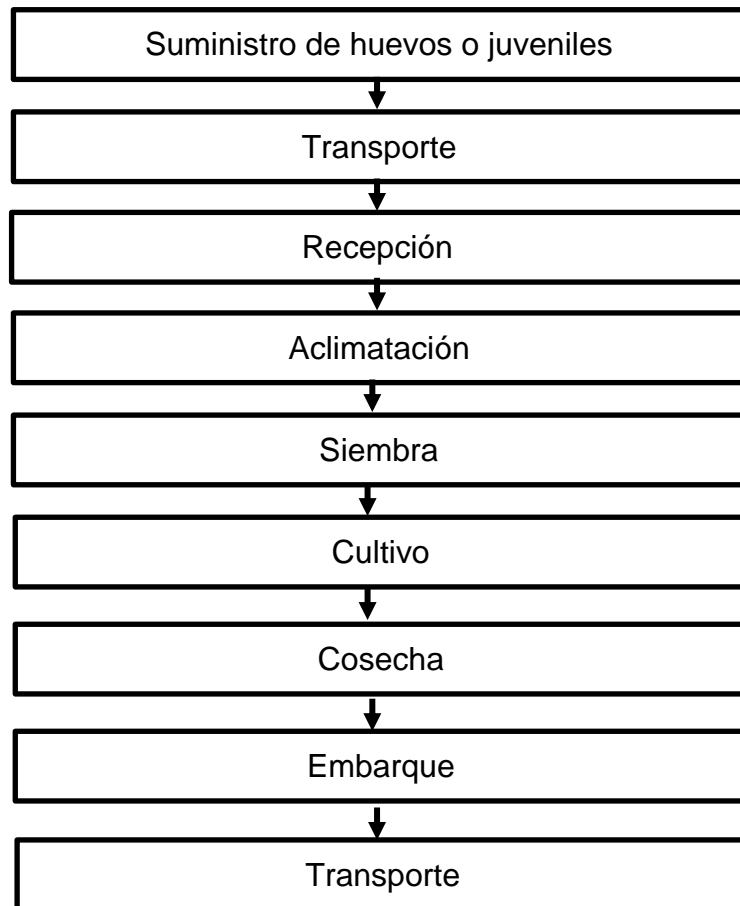 Suministro de huevos o juveniles
Transporte
Recepción
Aclimatación
Siembra
Cultivo
Cosecha
Embarque
Transporte